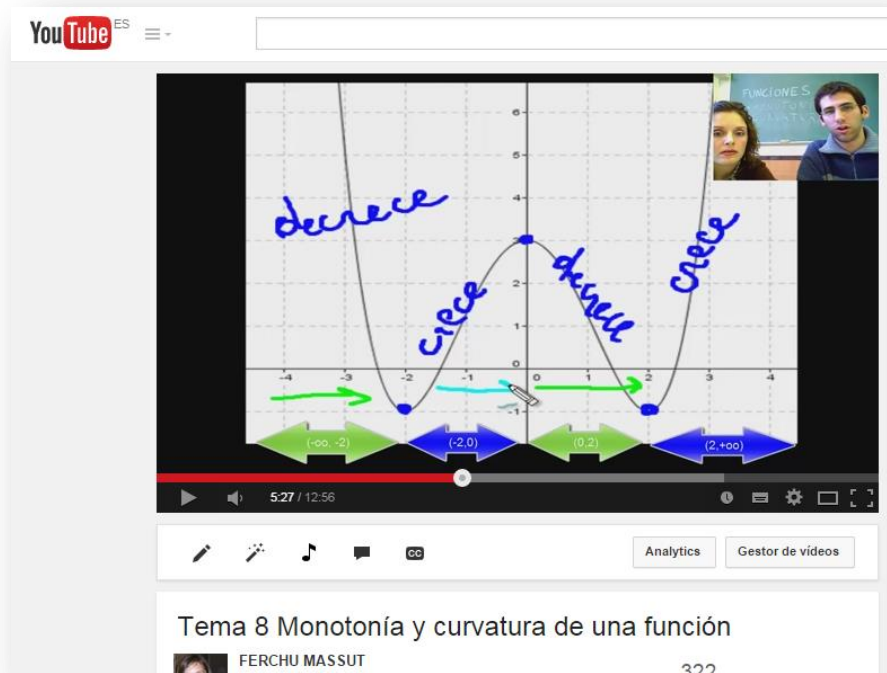 YouTube ES
FUNCIONES
6
5
4
3
2
1
0
-4 -3 -2 -1 0 1 2 3 4
-1
decrece
crece
decrece
crece
(-oo, -2) (-2,0) (0,2) (2,+oo)
5:27 / 12:56
CC
Analytics Gestor de vídeos
Tema 8 Monotonía y curvatura de una función
FERCHU MASSUT
322